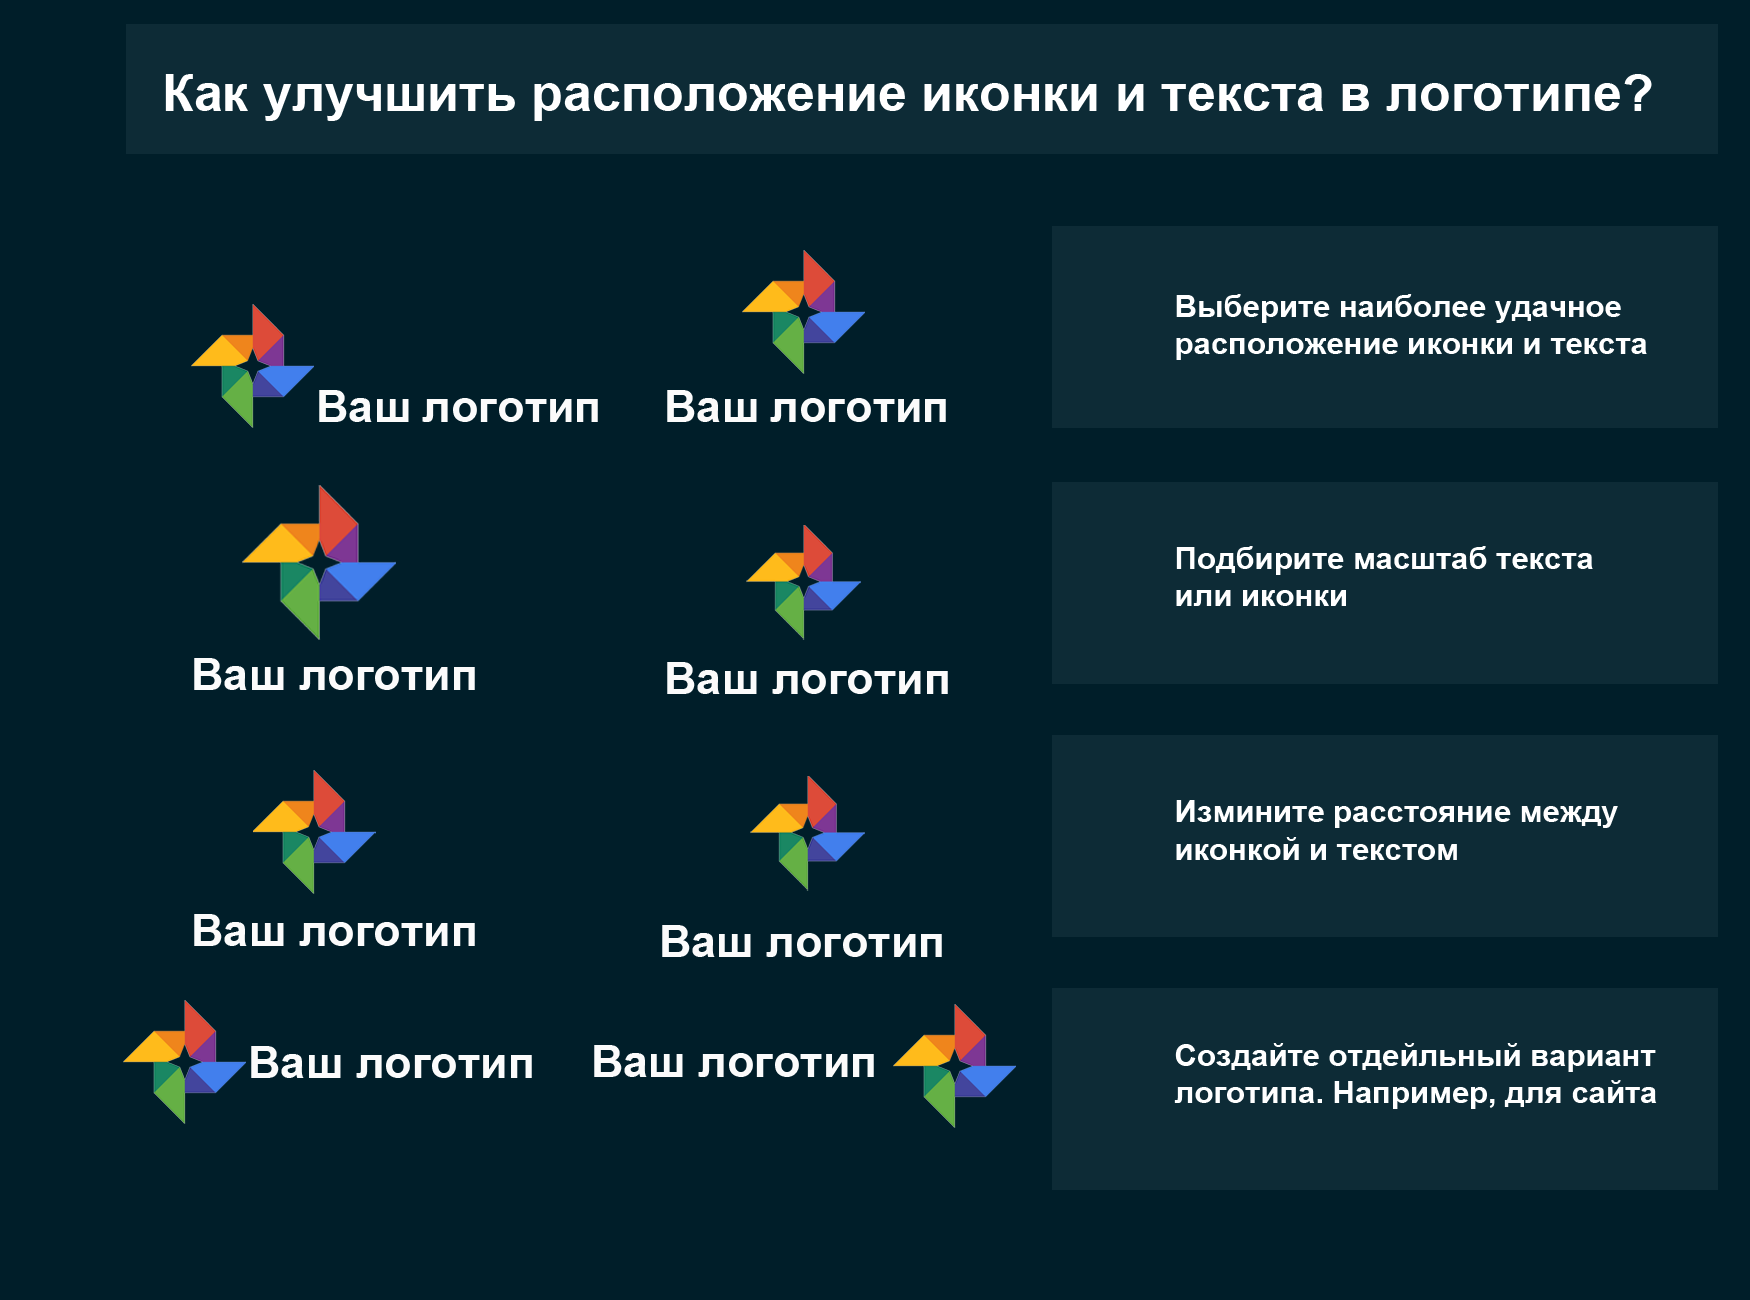 Как улучшить расположение иконки и текста в логотипе?
Ваш логотип
Ваш логотип
Выберите наиболее удачное
расположение иконки и текста
Ваш логотип
Ваш логотип
Подбирите масштаб текста
или иконки
Ваш логотип
Ваш логотип
Измините расстояние между
иконкой и текстом
Ваш логотип
Ваш логотип
Создайте отдейльный вариант
логотипа. Например, для сайта